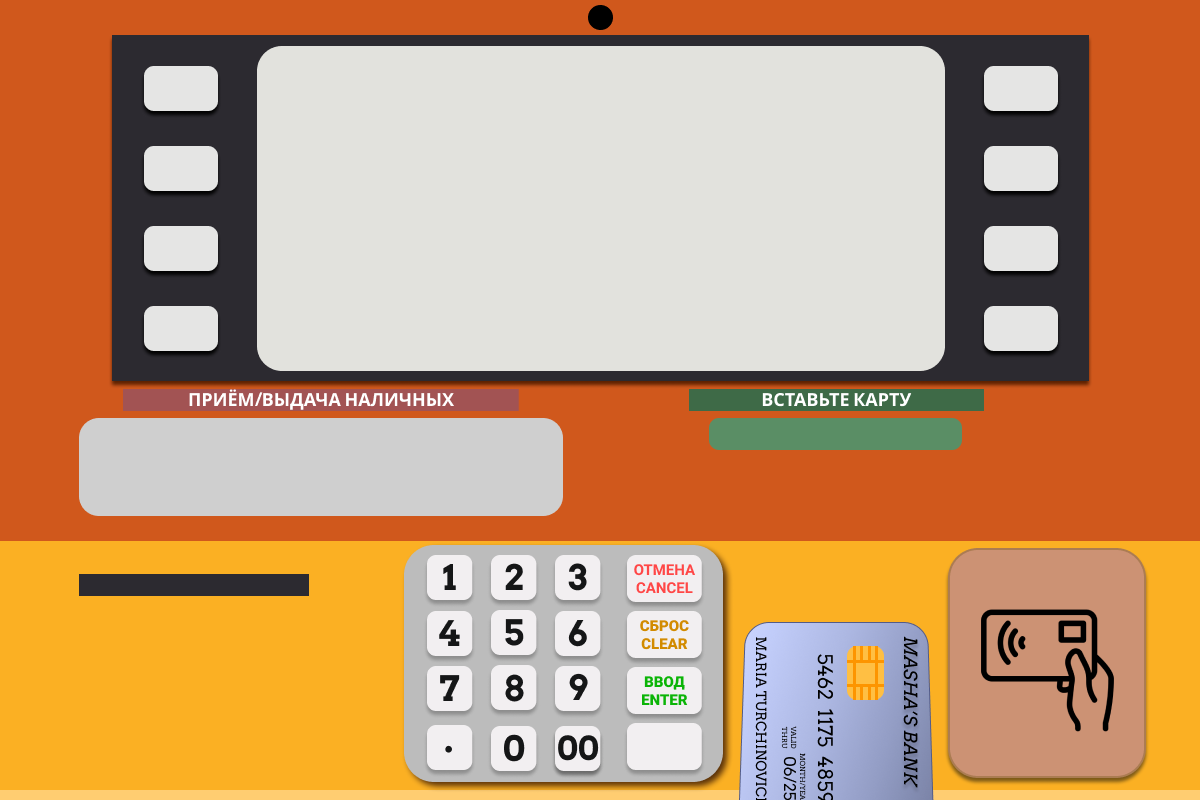 ПРИЁМ/ВЫДАЧА НАЛИЧНЫХ
ВСТАВЬТЕ КАРТУ
1 2 3 ОТМЕНА
CANCEL
4 5 6 СБРОС
CLEAR
7 8 9 ВВОД
ENTER
· 0 00
MASHA'S BANK
5462 1175 4859
VALID
THRU
06/25
MARIA TURCHINOVIC